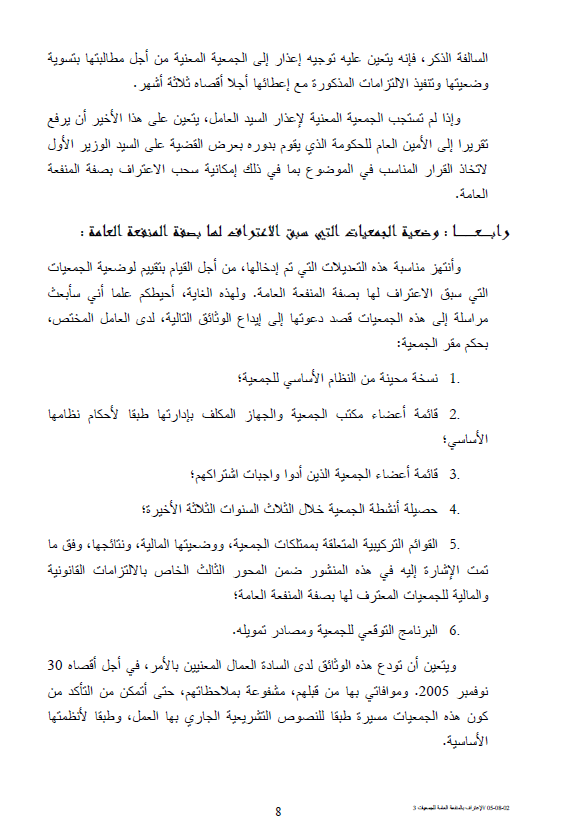 السالفة الذكر، فإنه يتعين عليه توجيه إعذار إلى الجمعية المعنية من أجل مطالبتها بتسوية
وضعيتها وتنفيذ الالتزامات المذكورة مع إعطائها أجلا أقصاه ثلاثة أشهر.
وإذا لم تستجب الجمعية المعنية لإعذار السيد العامل، يتعين على هذا الأخير أن يرفع
تقريرا إلى الأمين العام للحكومة الذي يقوم بدوره بعرض القضية على السيد الوزير الأول
لاتخاذ القرار المناسب في الموضوع بما في ذلك إمكانية سحب الاعتراف بصفة المنفعة
العامة.
رابـعـــا : وضعية الجمعيات التي سبق الاعتراف لها بصفة المنفعة العامة :
وأنتهز مناسبة هذه التعديلات التي تم إدخالها، من أجل القيام بتقييم لوضعية الجمعيات
التي سبق الاعتراف لها بصفة المنفعة العامة. ولهذه الغاية، أحيطكم علما أني سأبعث
مراسلة إلى هذه الجمعيات قصد دعوتها إلى إيداع الوثائق التالية، لدى العامل المختص،
بحكم مقر الجمعية:
1. نسخة محينة من النظام الأساسي للجمعية؛
2. قائمة أعضاء مكتب الجمعية والجهاز المكلف بإدارتها طبقا لأحكام نظامها
الأساسي؛
3. قائمة أعضاء الجمعية الذين أدوا واجبات اشتراكهم؛
4. حصيلة أنشطة الجمعية خلال الثلاث السنوات الثلاثة الأخيرة؛
5. القوائم التركيبية المتعلقة بممتلكات الجمعية، ووضعيتها المالية، ونتائجها، وفق ما
تمت الإشارة إليه في هذه المنشور ضمن المحور الثالث الخاص بالالتزامات القانونية
والمالية للجمعيات المعترف لها بصفة المنفعة العامة؛
6. البرنامج التوقعي للجمعية ومصادر تمويله.
ويتعين أن تودع هذه الوثائق لدى السادة العمال المعنيين بالأمر، في أجل أقصاه 30
نوفمبر 2005. وموافاتي بها من قبلهم، مشفوعة بملاحظاتهم، حتى أتمكن من التأكد من
كون هذه الجمعيات مسيرة طبقا للنصوص التشريعية الجاري بها العمل، وطبقا لأنظمتها
الأساسية.
05-08-02 /الإعتراف بالمنفعة العامة للجمعيات 3
8